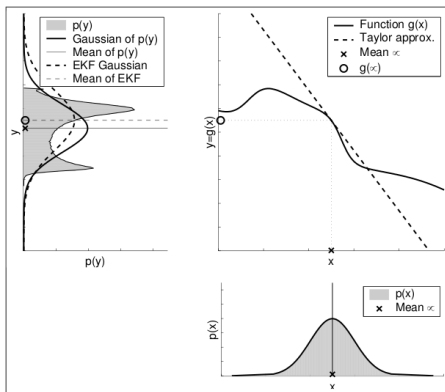 p(y)
Gaussian of p(y)
Mean of p(y)
EKF Gaussian
Mean of EKF
y
p(y)
Function g(x)
Taylor approx.
Mean ∝
g(∝)
y=g(x)
x
p(x)
Mean ∝
p(x)
x